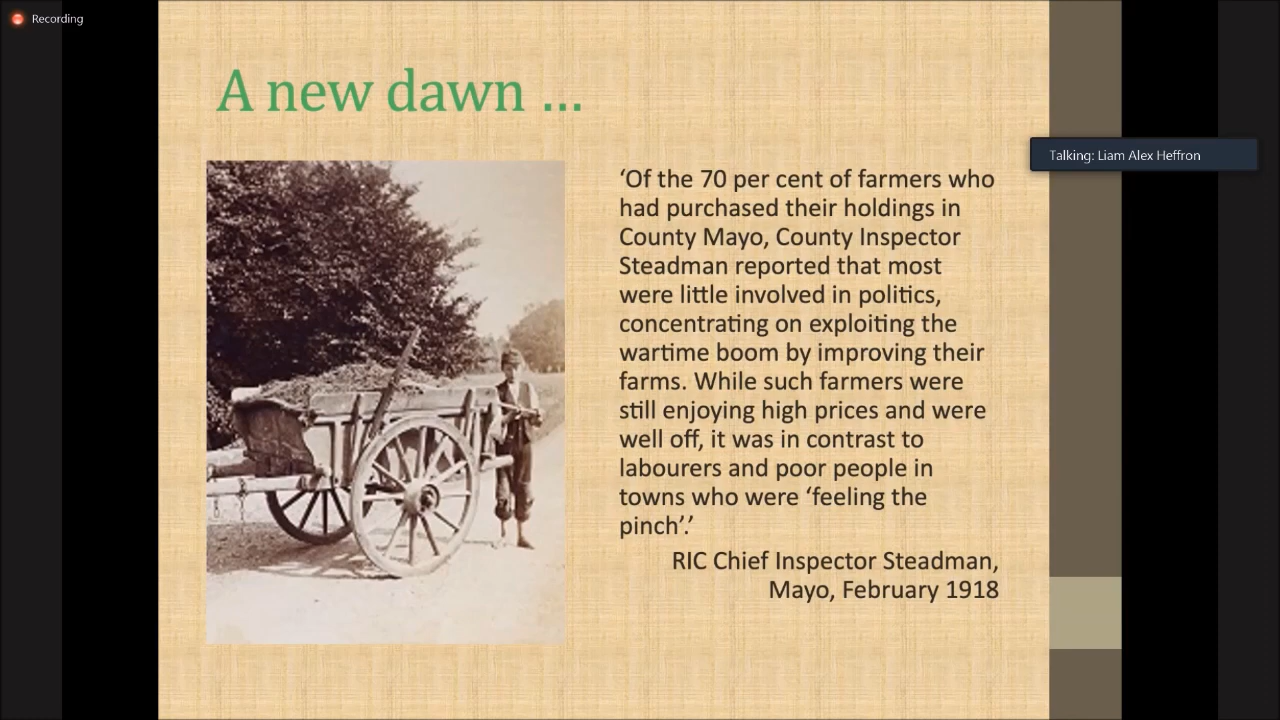 Recording
A new dawn ...
Talking: Liam Alex Heffron
‘Of the 70 per cent of farmers who
had purchased their holdings in
County Mayo, County Inspector
Steadman reported that most
were little involved in politics,
concentrating on exploiting the
wartime boom by improving their
farms. While such farmers were
still enjoying high prices and were
well off, it was in contrast to
labourers and poor people in
towns who were ‘feeling the
pinch’.’
RIC Chief Inspector Steadman,
Mayo, February 1918